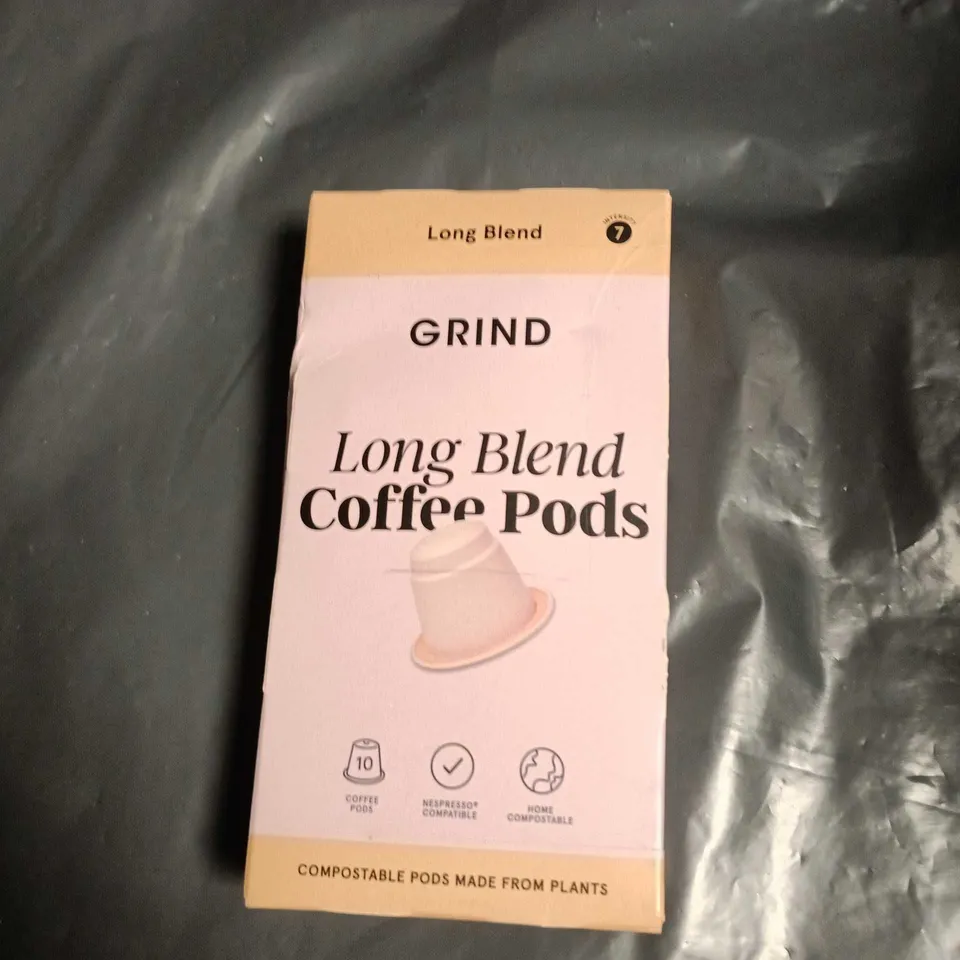 Long Blend
INTENSITY
7
GRIND
Long Blend
Coffee Pods
10
COFFEE
PODS
NESPRESSO®
COMPATIBLE
HOME
COMPOSTABLE
COMPOSTABLE PODS MADE FROM PLANTS